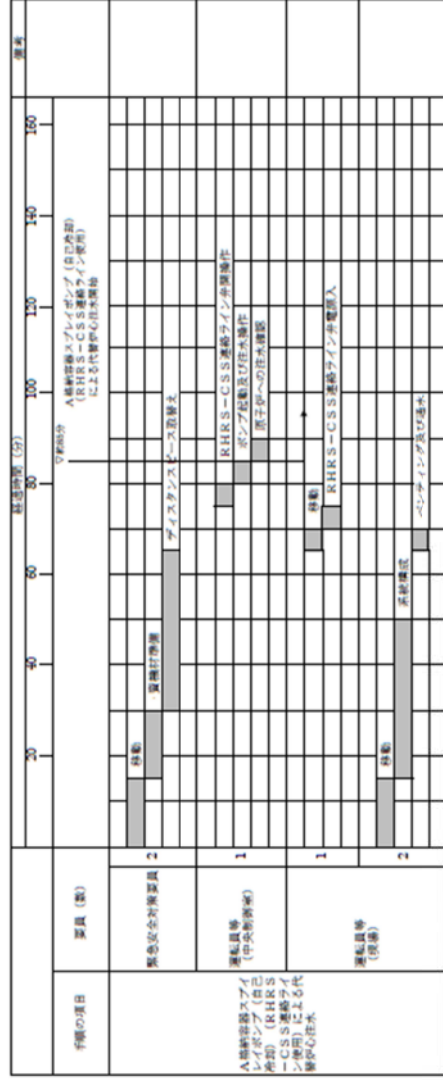 手順の項目
要員(数)
経過時間(分)
備考
20
40
60
80
100
120
140
160
▽約85分
A格納容器スプレイポンプ(自己冷却)
(RHRS-CSS連絡ライン使用)
による代替炉心注水開始
A格納容器スプレ
イポンプ(自己
冷却)(RHRS
-CSS連絡ライ
ン使用)による代
替炉心注水
緊急安全対策要員
2
移動
資機材準備
ディスタンスピース取替え
運転員等
(中央制御室)
1
RHRS-CSS連絡ライン弁開操作
ポンプ起動及び注水操作
原子炉への注水確認
運転員等
(現場)
1
移動
RHRS-CSS連絡ライン弁電源入
2
移動
系統構成
ベンティング及び通水